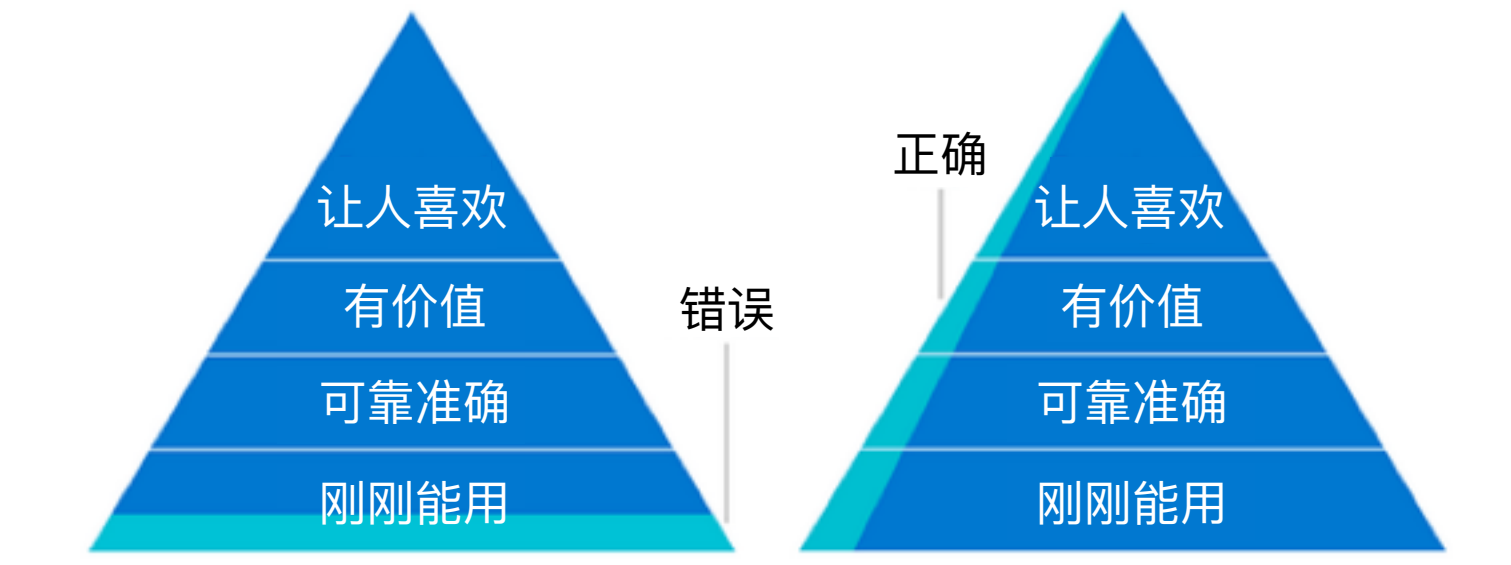 让人喜欢
有价值
可靠准确
刚刚能用
错误
正确
让人喜欢
有价值
可靠准确
刚刚能用